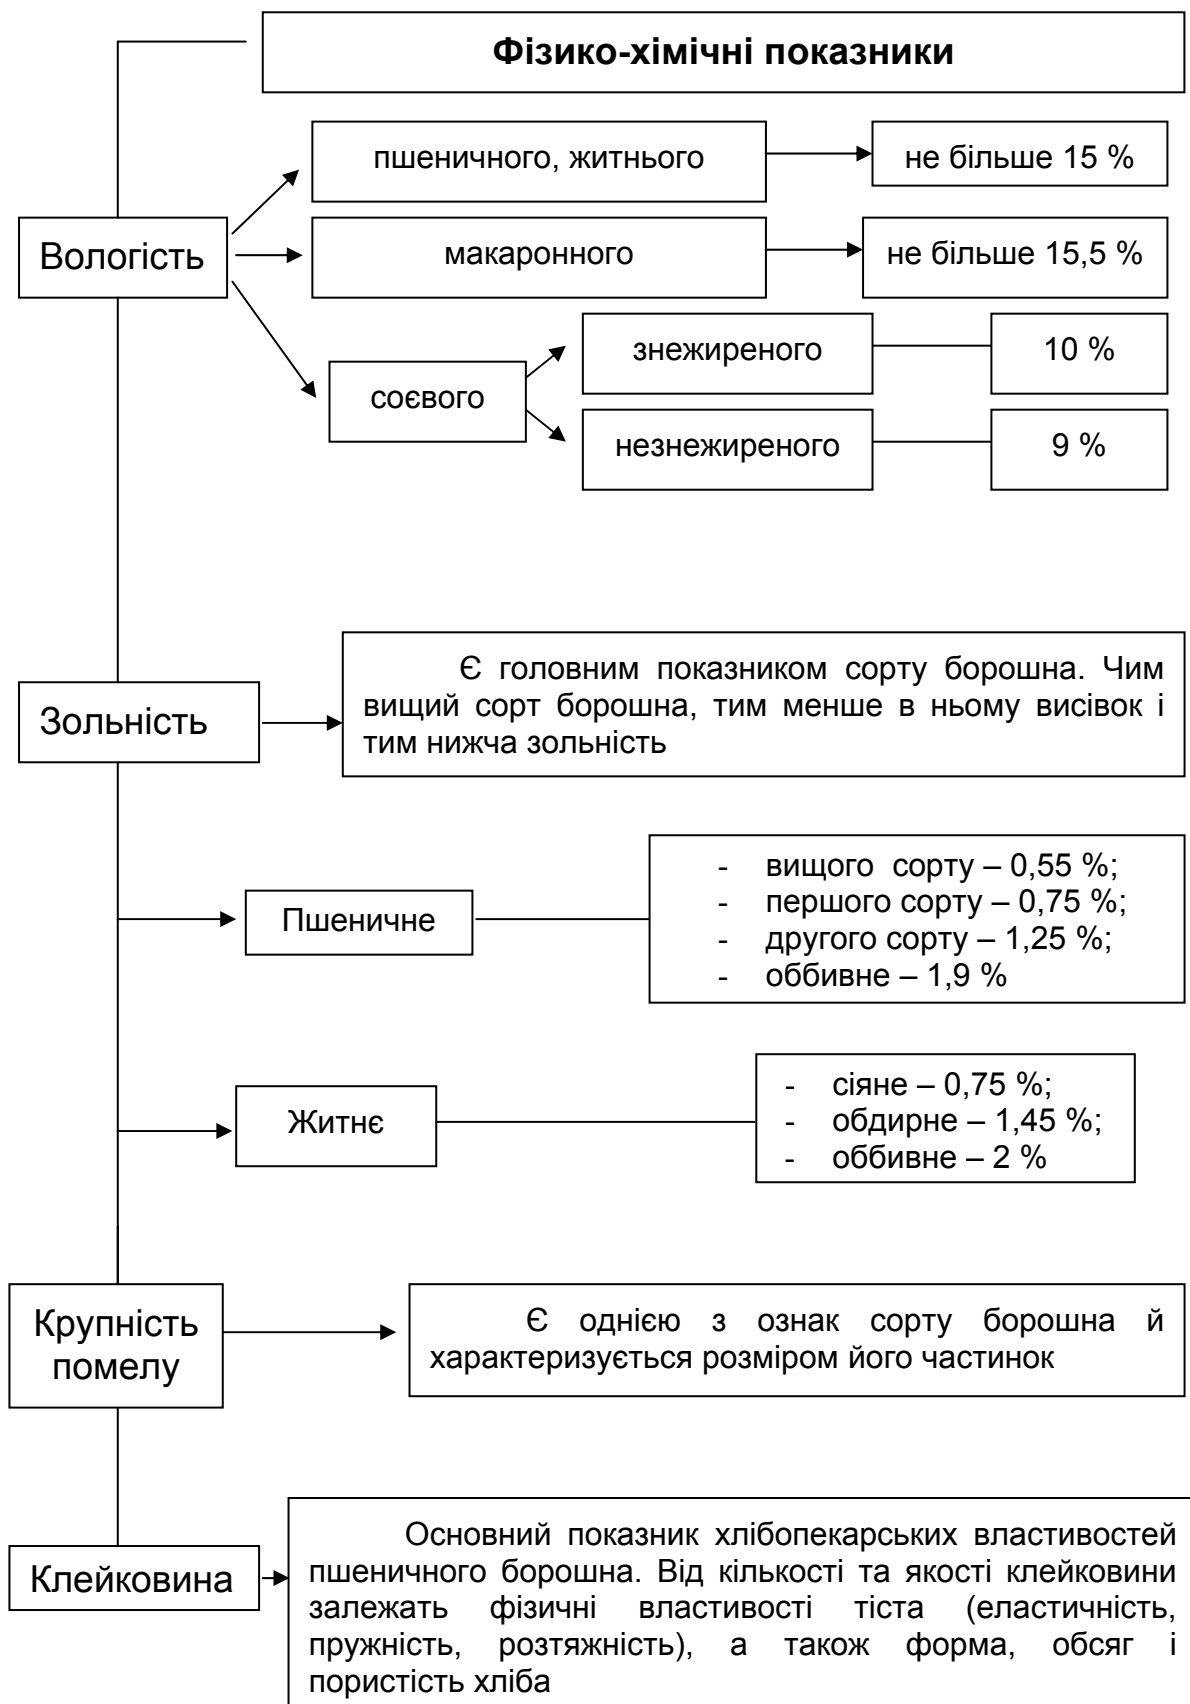 Фізико-хімічні показники
пшеничного, житнього
не більше 15 %
Вологість
макаронного
не більше 15,5 %
знежиреного
10 %
соєвого
незнежиреного
9 %
Є головним показником сорту борошна. Чим
вищий сорт борошна, тим менше в ньому висівок і
тим нижча зольність
Зольність
- вищого сорту – 0,55 %;
- першого сорту – 0,75 %;
- другого сорту – 1,25 %;
- оббивне – 1,9 %
Пшеничне
- сіяне – 0,75 %;
- обдирне – 1,45 %;
- оббивне – 2 %
Житнє
Крупність
помелу
Є однією з ознак сорту борошна й
характеризується розміром його частинок
Клейковина
Основний показник хлібопекарських властивостей
пшеничного борошна. Від кількості та якості клейковини
залежать фізичні властивості тіста (еластичність,
пружність, розтяжність), а також форма, обсяг і
пористість хліба